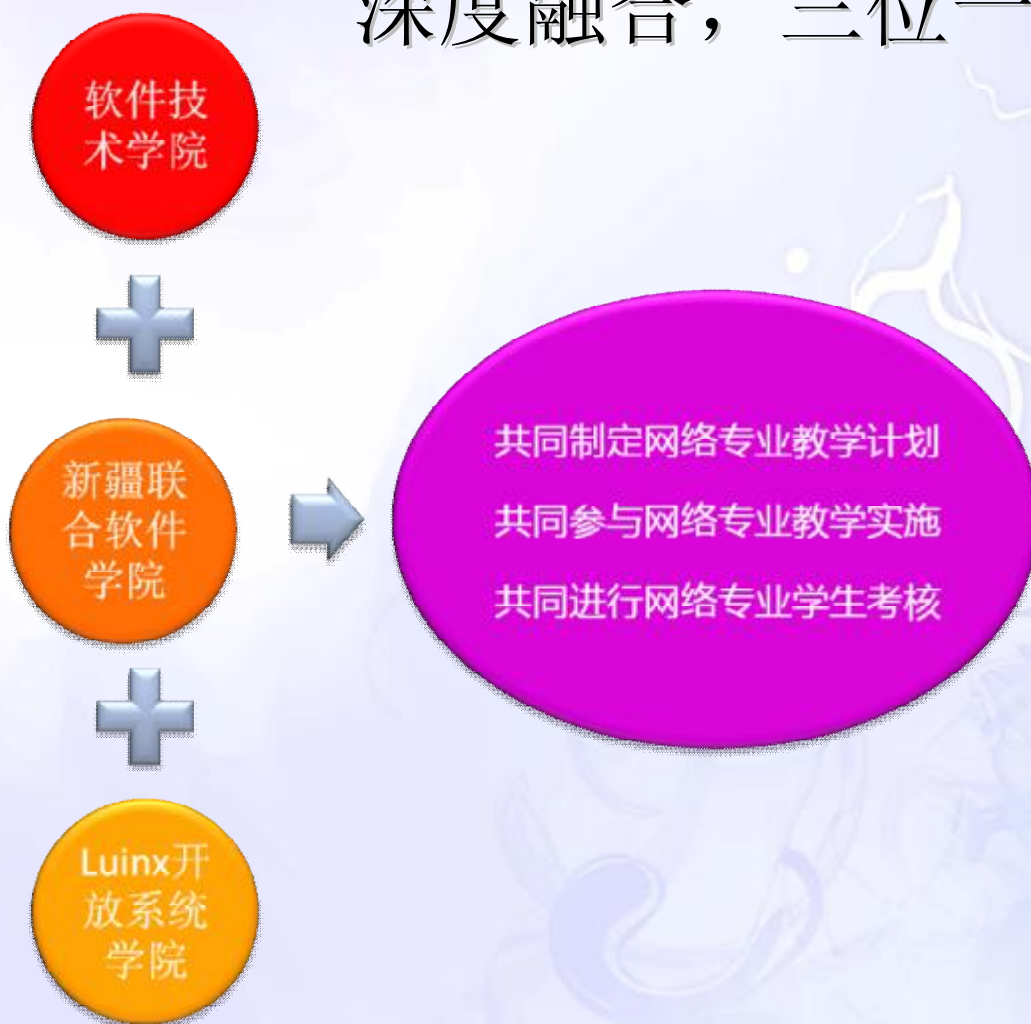 深度融合，三位一
软件技
术学院
新疆联
合软件
学院
共同制定网络专业教学计划
共同参与网络专业教学实施
共同进行网络专业学生考核
Luinx开
放系统
学院